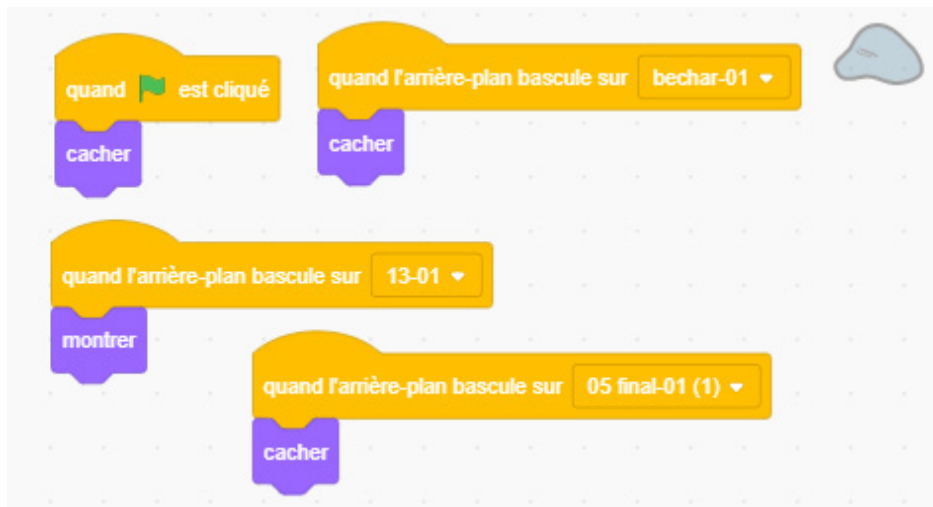 quand est cliqué
cacher
quand l'arrière-plan bascule sur bechar-01
cacher
quand l'arrière-plan bascule sur 13-01
montrer
quand l'arrière-plan bascule sur 05 final-01 (1)
cacher